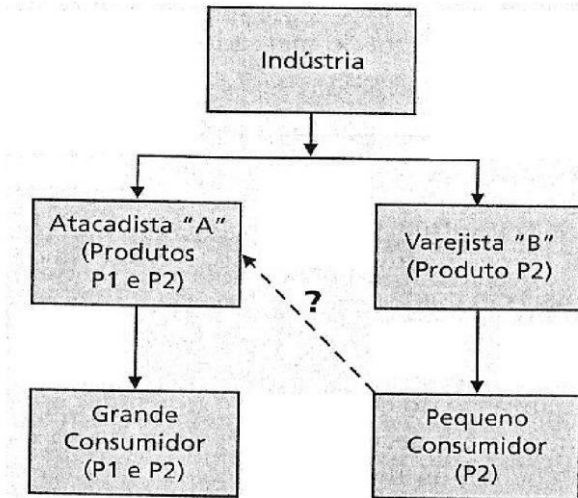 Indústria
Atacadista "A"
(Produtos
P1 e P2)
Varejista "B"
(Produto P2)
?
Grande
Consumidor
(P1 e P2)
Pequeno
Consumidor
(P2)